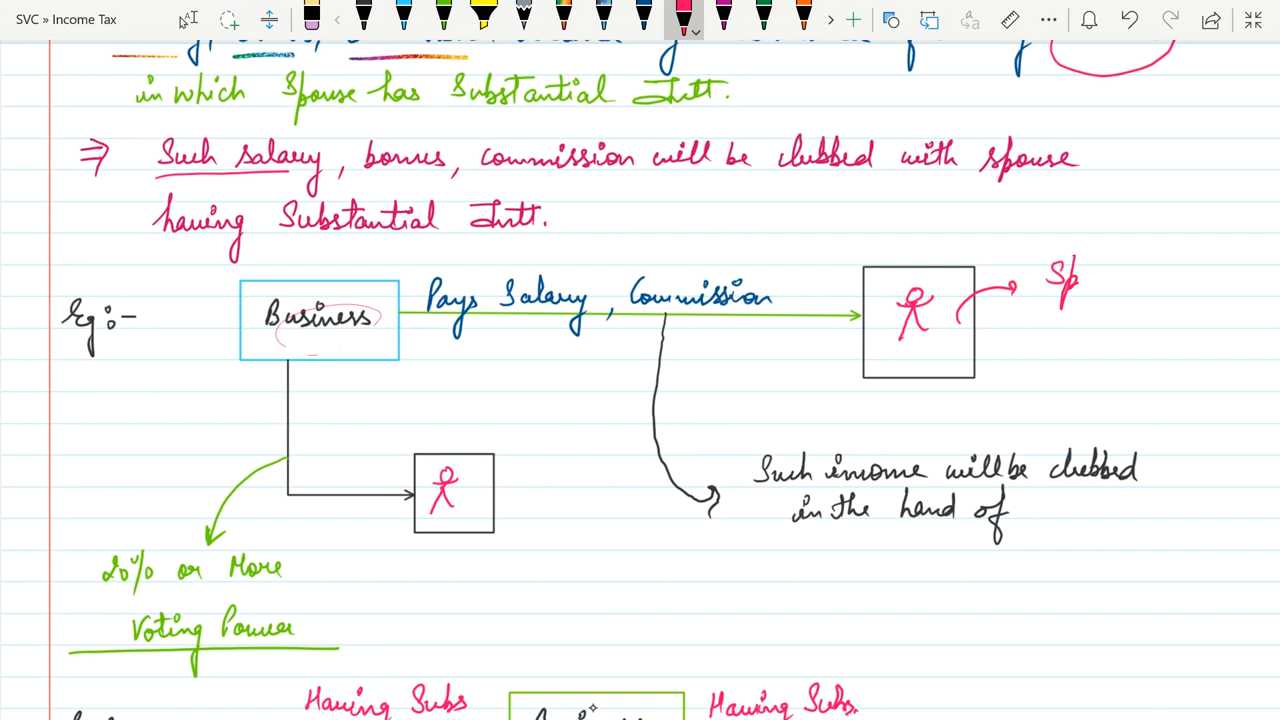 SVC » Income Tax
in which Spouse has Substantial Intt.
⇒ Such salary, bonus, commission will be clubbed with spouse
having Substantial Intt.
Eg:-
Business
Pays Salary, Commission
Sp
Such income will be clubbed
in the hand of
20% or More
Voting Power
Having Subs
Having Subs.